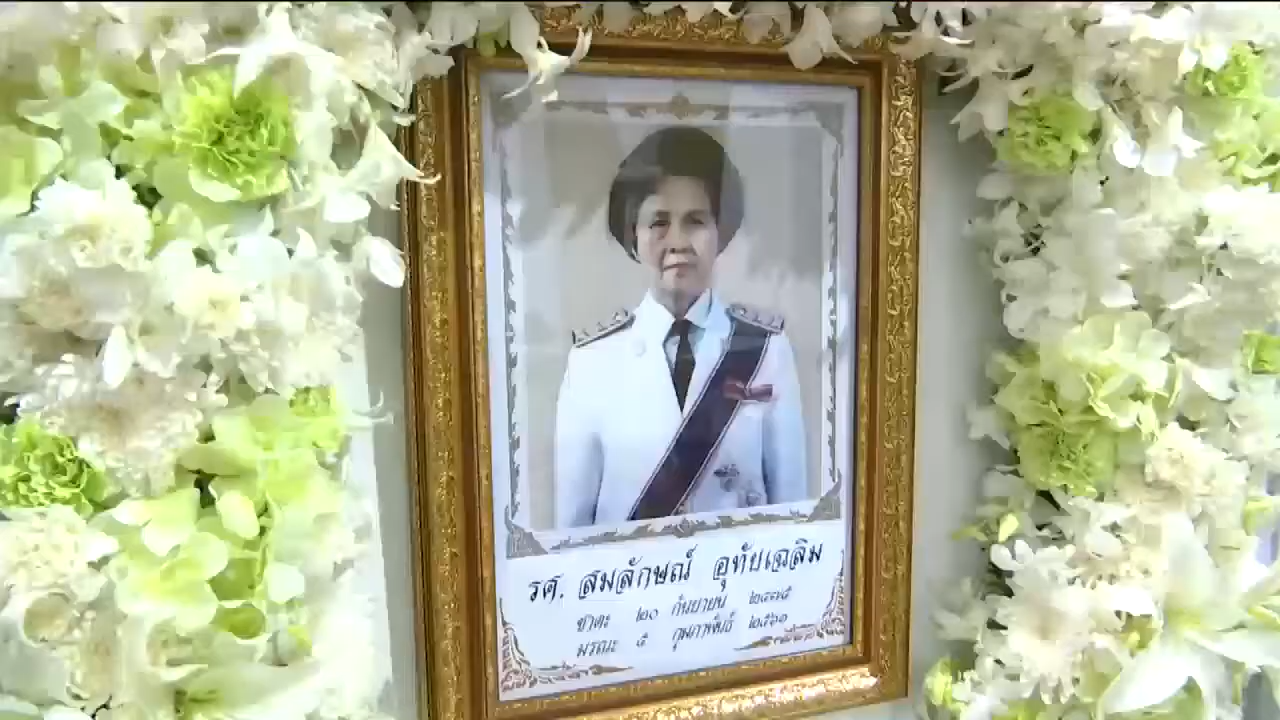 รศ. สมลักษณ์ อุทัยเฉลิม
ชาตะ ๒๐ กันยายน ๒๔๗๕
มรณะ ๕ กุมภาพันธ์ ๒๕๖๑